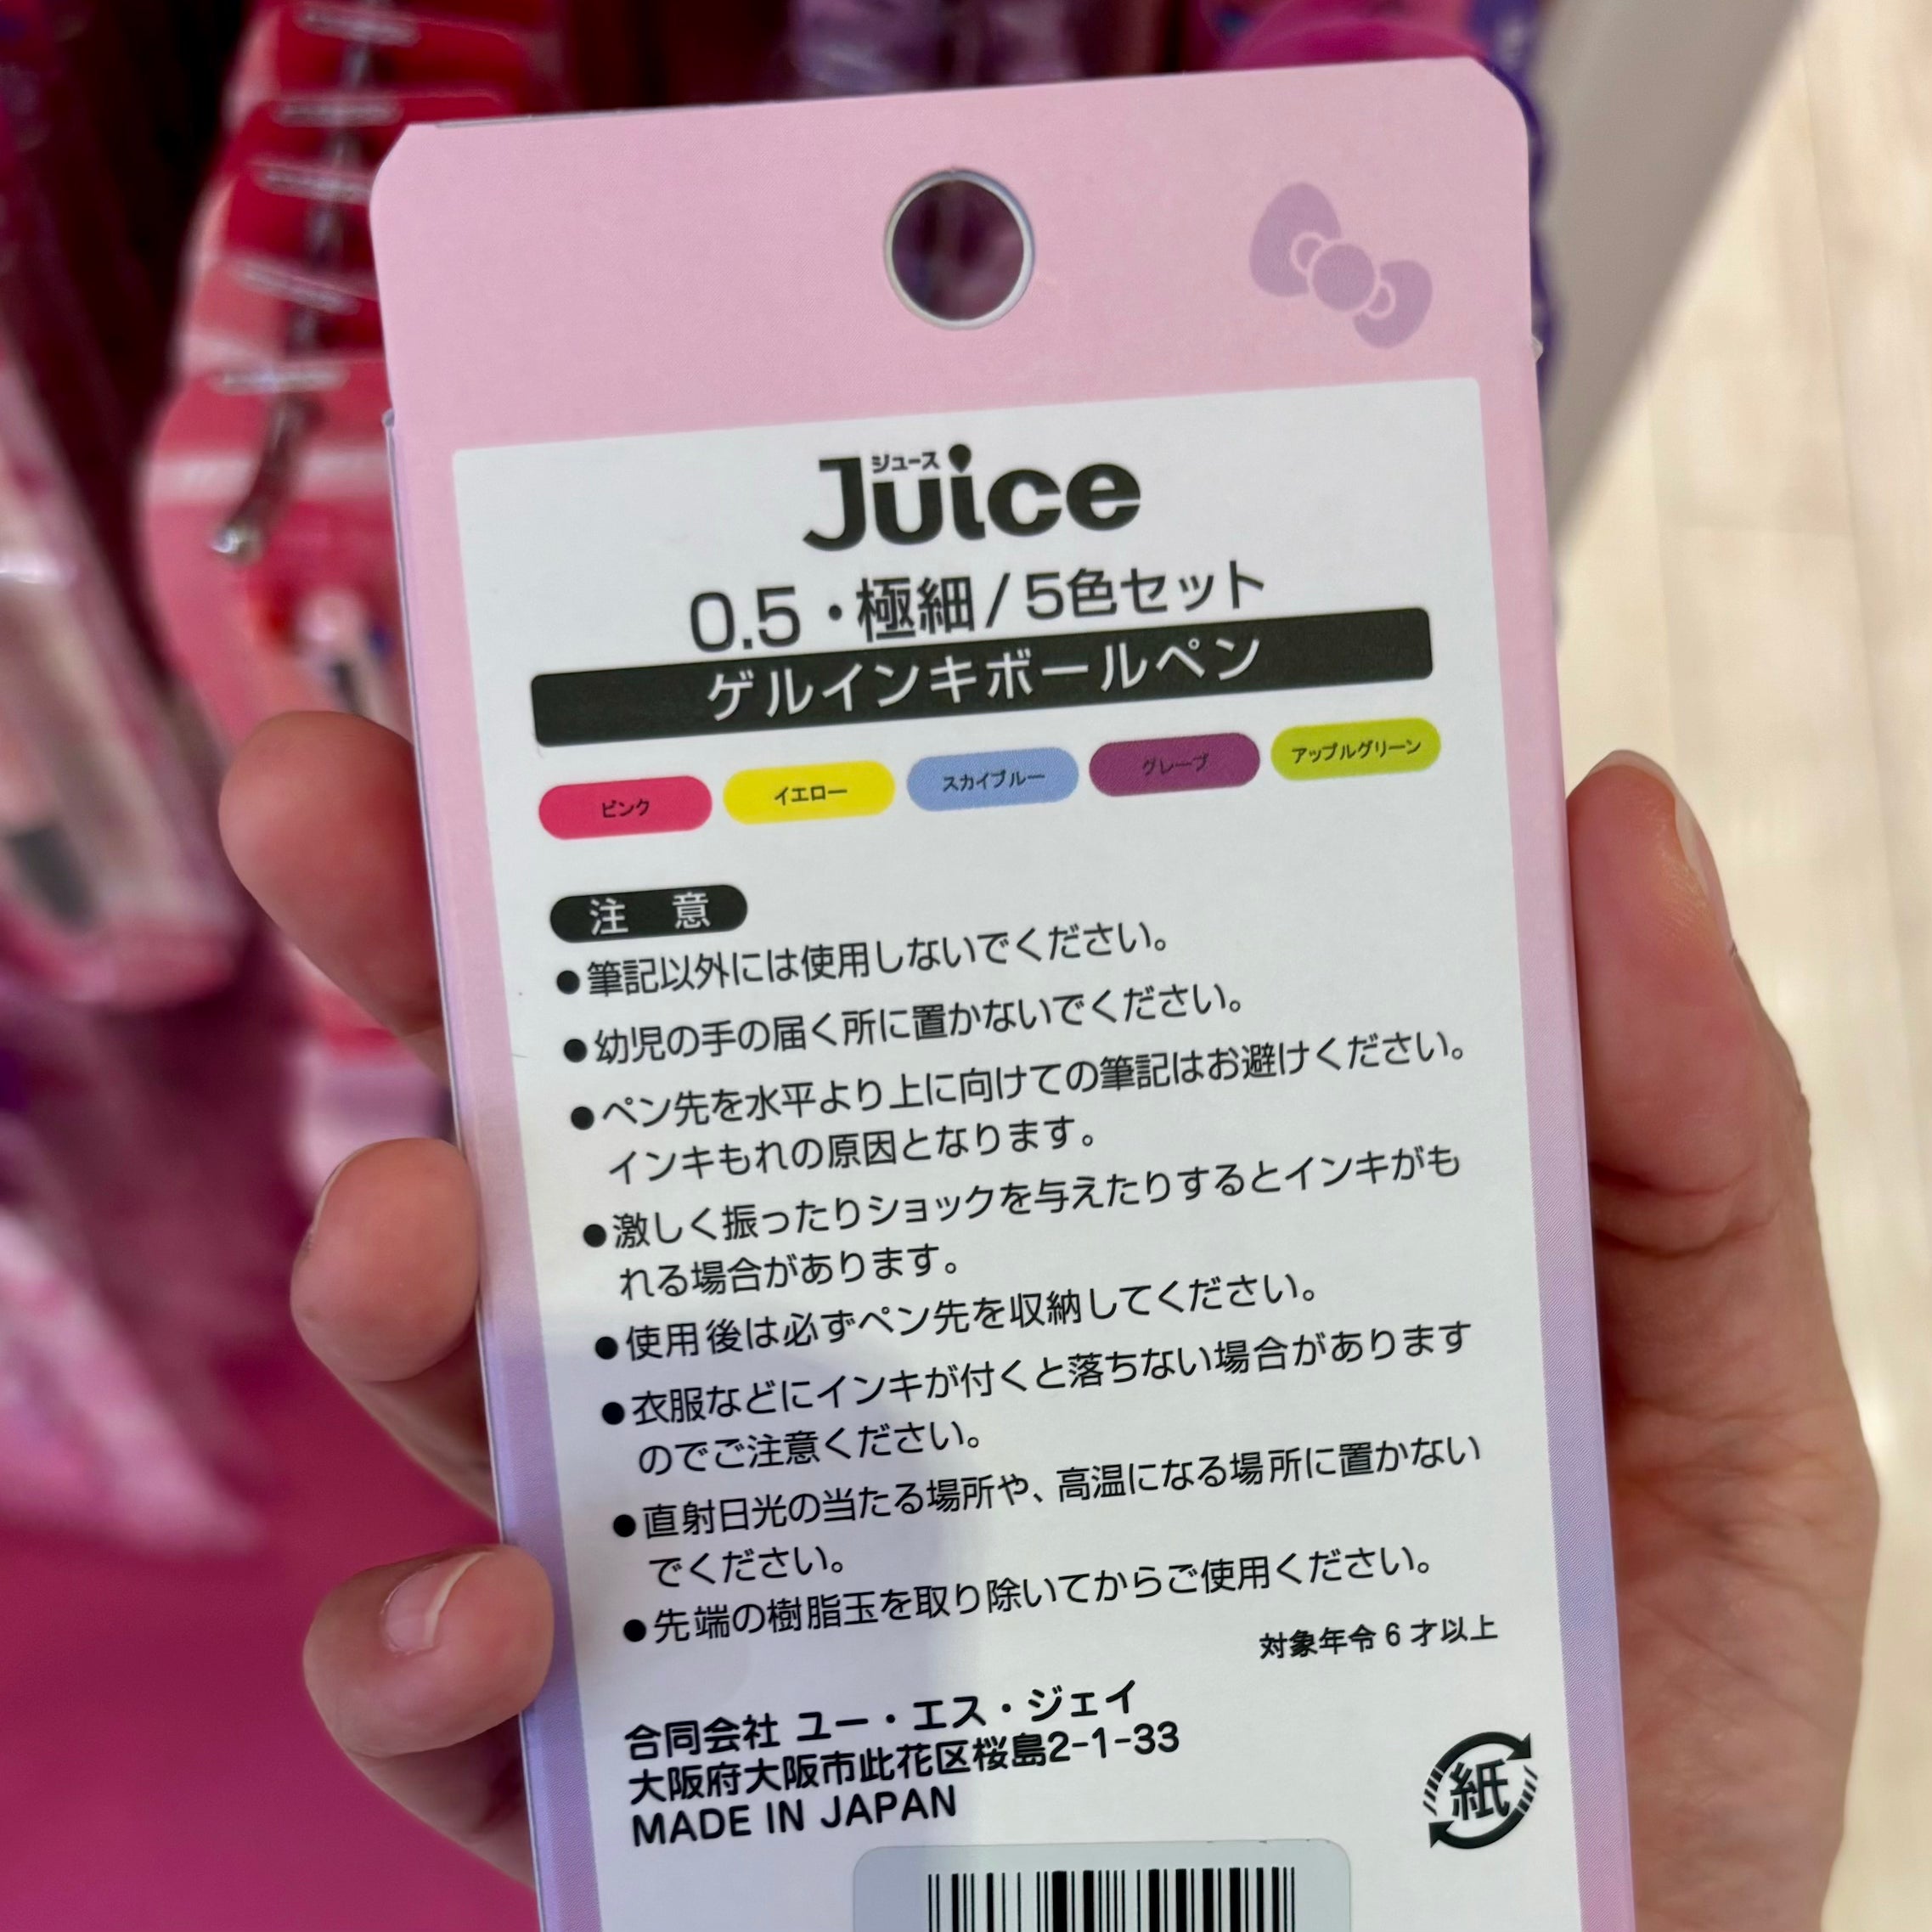 ジュース
Juice
0.5・極細/5色セット
ゲルインキボールペン
ピンク イエロー スカイブルー グレープ アップルグリーン
注 意
●筆記以外には使用しないでください。
●幼児の手の届く所に置かないでください。
●ペン先を水平より上に向けての筆記はお避けください。
インキもれの原因となります。
●激しく振ったりショックを与えたりするとインキがも
れる場合があります。
●使用後は必ずペン先を収納してください。
●衣服などにインキが付くと落ちない場合があります
のでご注意ください。
●直射日光の当たる場所や、高温になる場所に置かない
でください。
●先端の樹脂玉を取り除いてからご使用ください。
対象年令6才以上
合同会社 ユー・エス・ジェイ
大阪府大阪市此花区桜島2-1-33
MADE IN JAPAN
紙